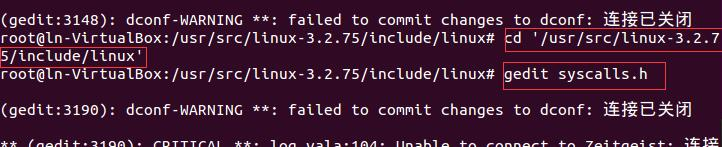 (gedit:3148): dconf-WARNING **: failed to commit changes to dconf: 连接已关闭
root@ln-VirtualBox:/usr/src/linux-3.2.75/include/linux# cd '/usr/src/linux-3.2.7
5/include/linux'
root@ln-VirtualBox:/usr/src/linux-3.2.75/include/linux# gedit syscalls.h
(gedit:3190): dconf-WARNING **: failed to commit changes to dconf: 连接已关闭
** (gedit:3190): CRITICAL **: log.vala:104: Unable to connect to Zeitgeist: 连接